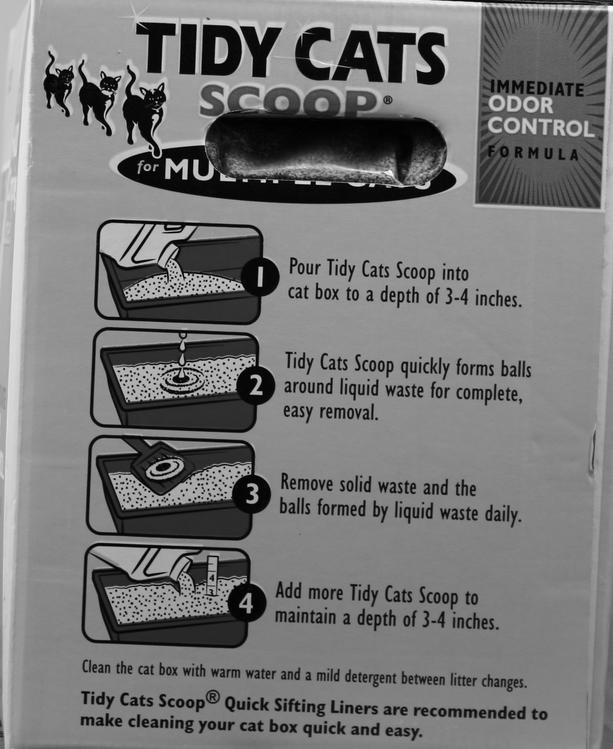 TIDY CATS
SCOOP®
for MULTIPLE CATS
IMMEDIATE
ODOR
CONTROL
FORMULA
1
Pour Tidy Cats Scoop into
cat box to a depth of 3-4 inches.
2
Tidy Cats Scoop quickly forms balls
around liquid waste for complete,
easy removal.
3
Remove solid waste and the
balls formed by liquid waste daily.
4
3
4
Add more Tidy Cats Scoop to
maintain a depth of 3-4 inches.
Clean the cat box with warm water and a mild detergent between litter changes.
Tidy Cats Scoop® Quick Sifting Liners are recommended to
make cleaning your cat box quick and easy.